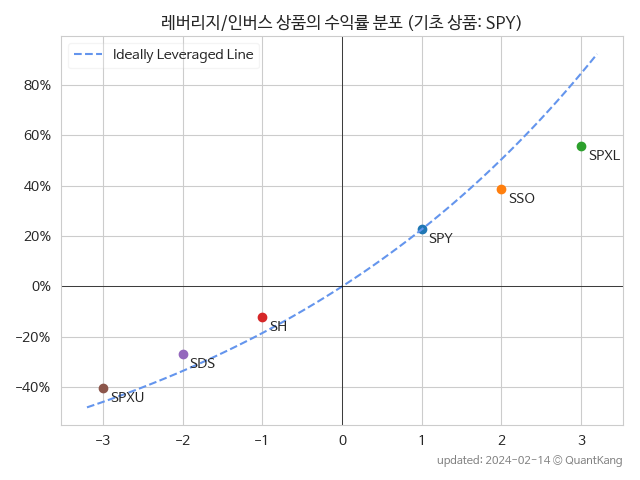 레버리지/인버스 상품의 수익률 분포 (기초 상품: SPY)
Ideally Leveraged Line
80%
60%
40%
20%
0%
−20%
−40%
SPXL
SSO
SPY
SH
SDS
SPXU
−3 −2 −1 0 1 2 3
updated: 2024-02-14 © QuantKang